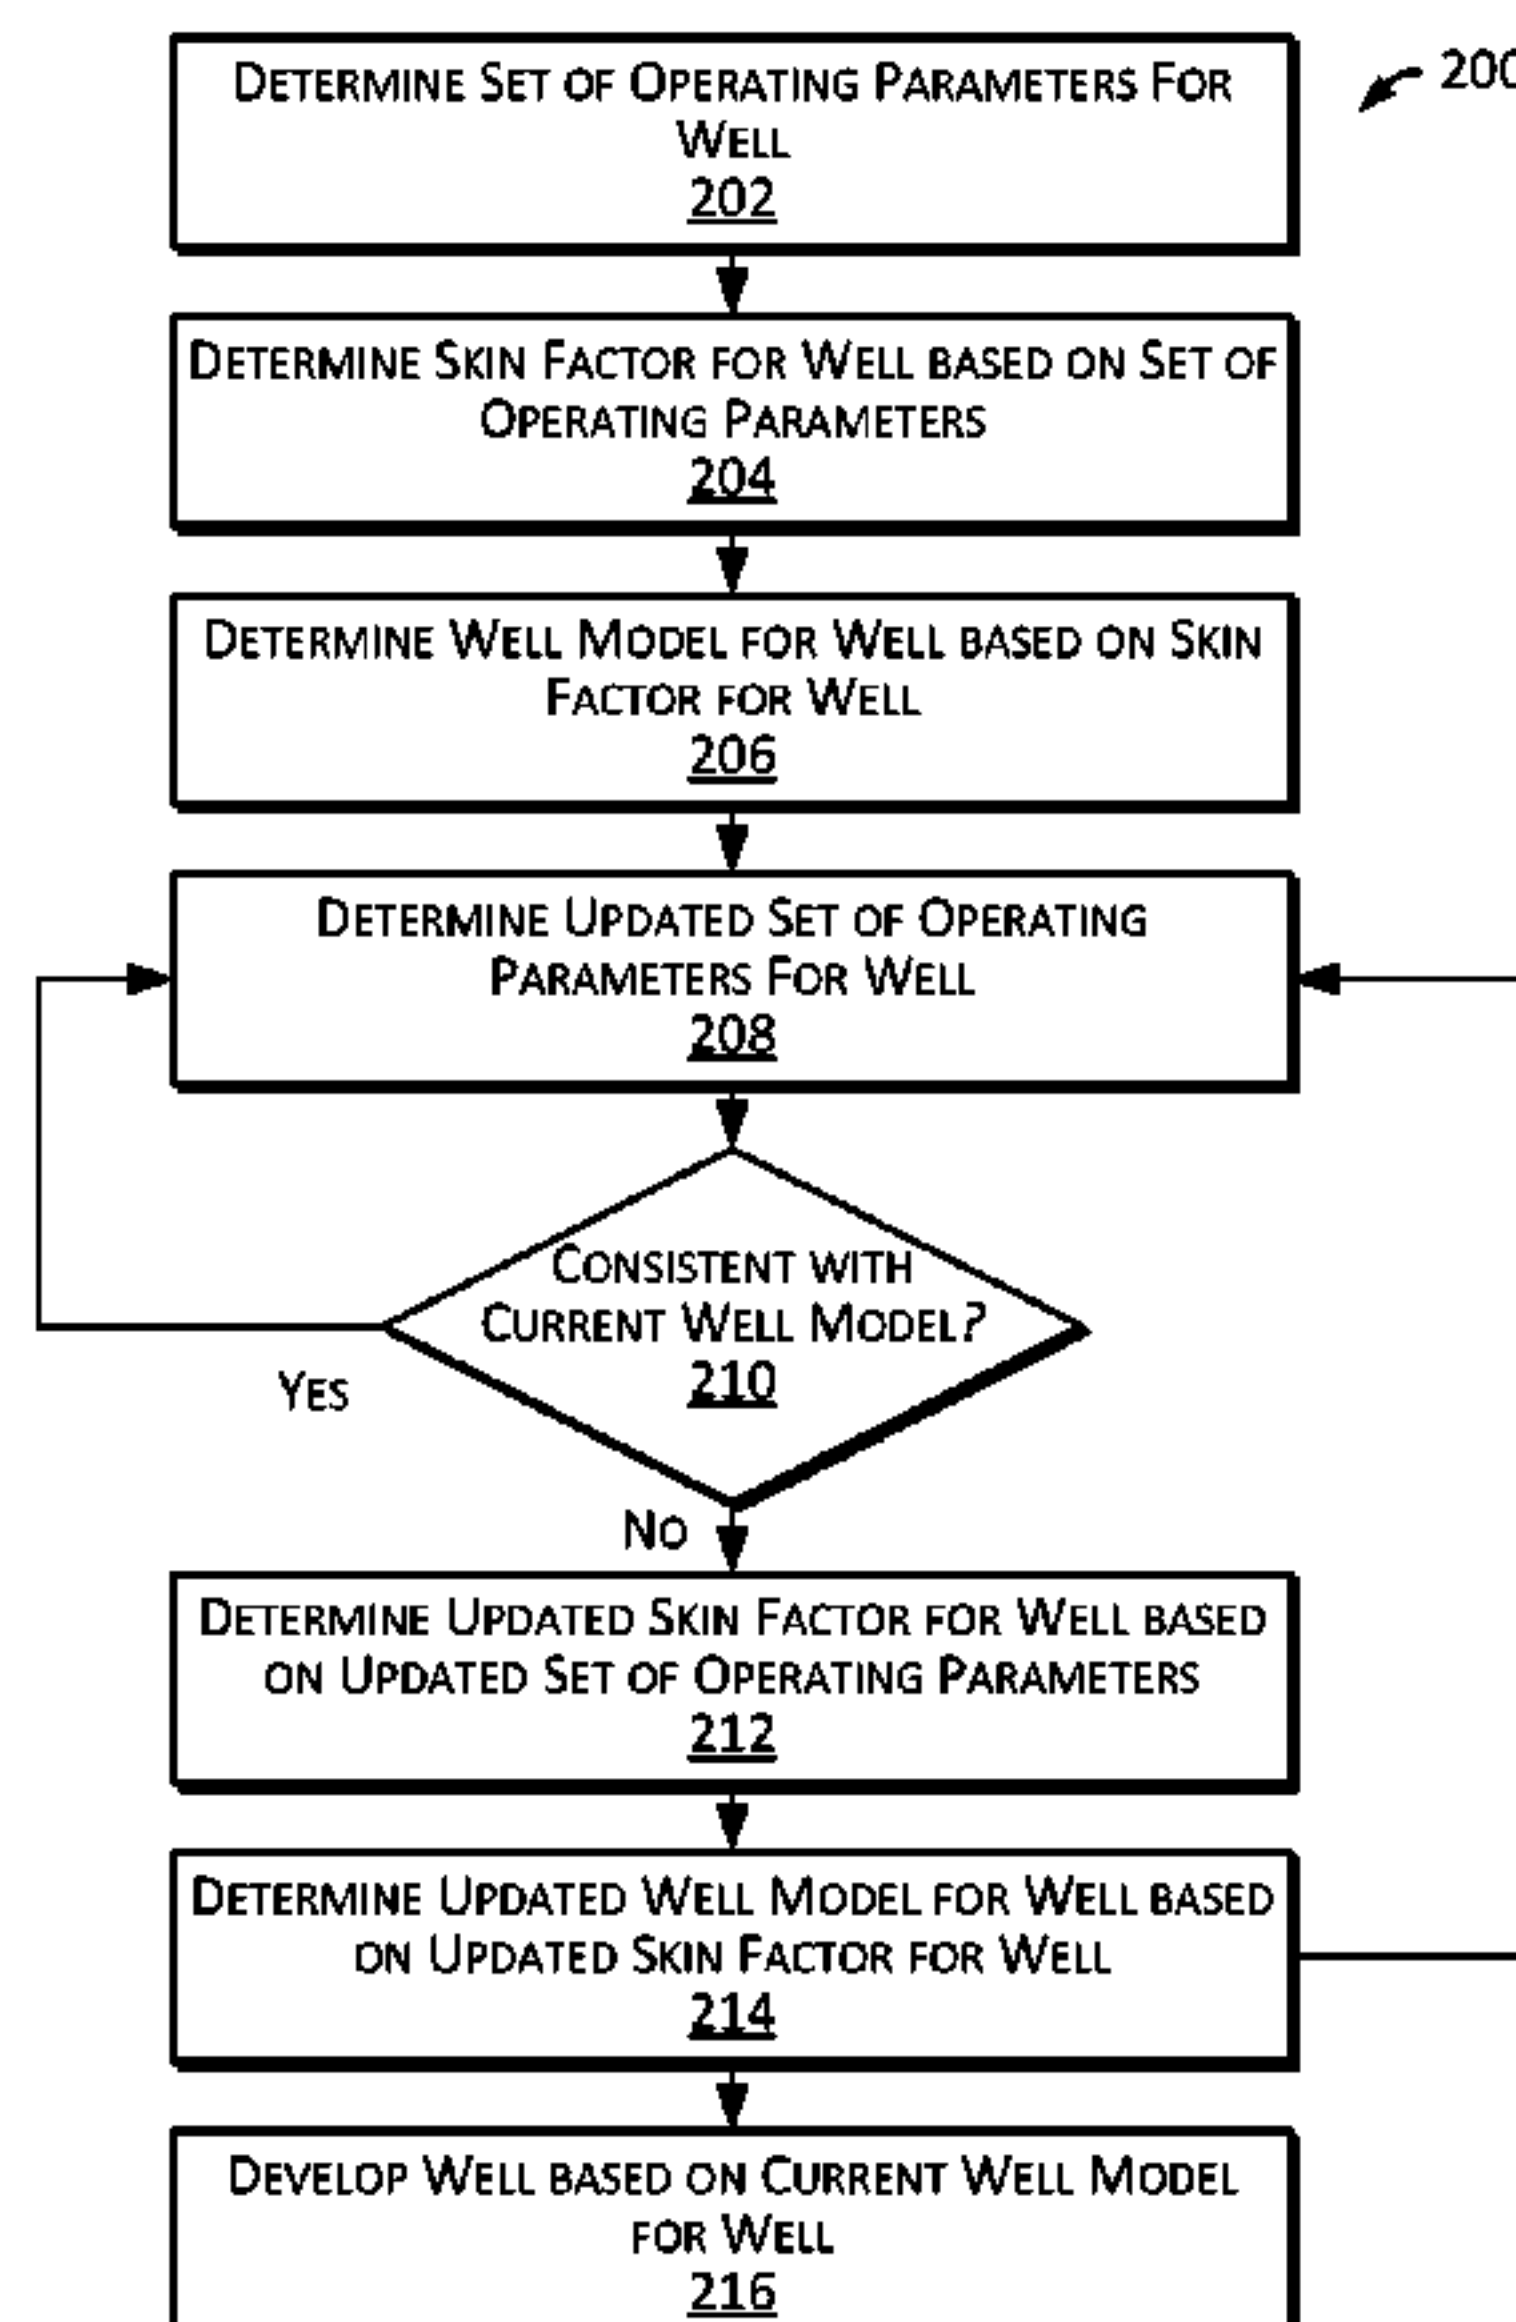 DETERMINE SET OF OPERATING PARAMETERS FOR
WELL
202
200
DETERMINE SKIN FACTOR FOR WELL BASED ON SET OF
OPERATING PARAMETERS
204
DETERMINE WELL MODEL FOR WELL BASED ON SKIN
FACTOR FOR WELL
206
DETERMINE UPDATED SET OF OPERATING
PARAMETERS FOR WELL
208
CONSISTENT WITH
CURRENT WELL MODEL?
210
YES
NO
DETERMINE UPDATED SKIN FACTOR FOR WELL BASED
ON UPDATED SET OF OPERATING PARAMETERS
212
DETERMINE UPDATED WELL MODEL FOR WELL BASED
ON UPDATED SKIN FACTOR FOR WELL
214
DEVELOP WELL BASED ON CURRENT WELL MODEL
FOR WELL
216